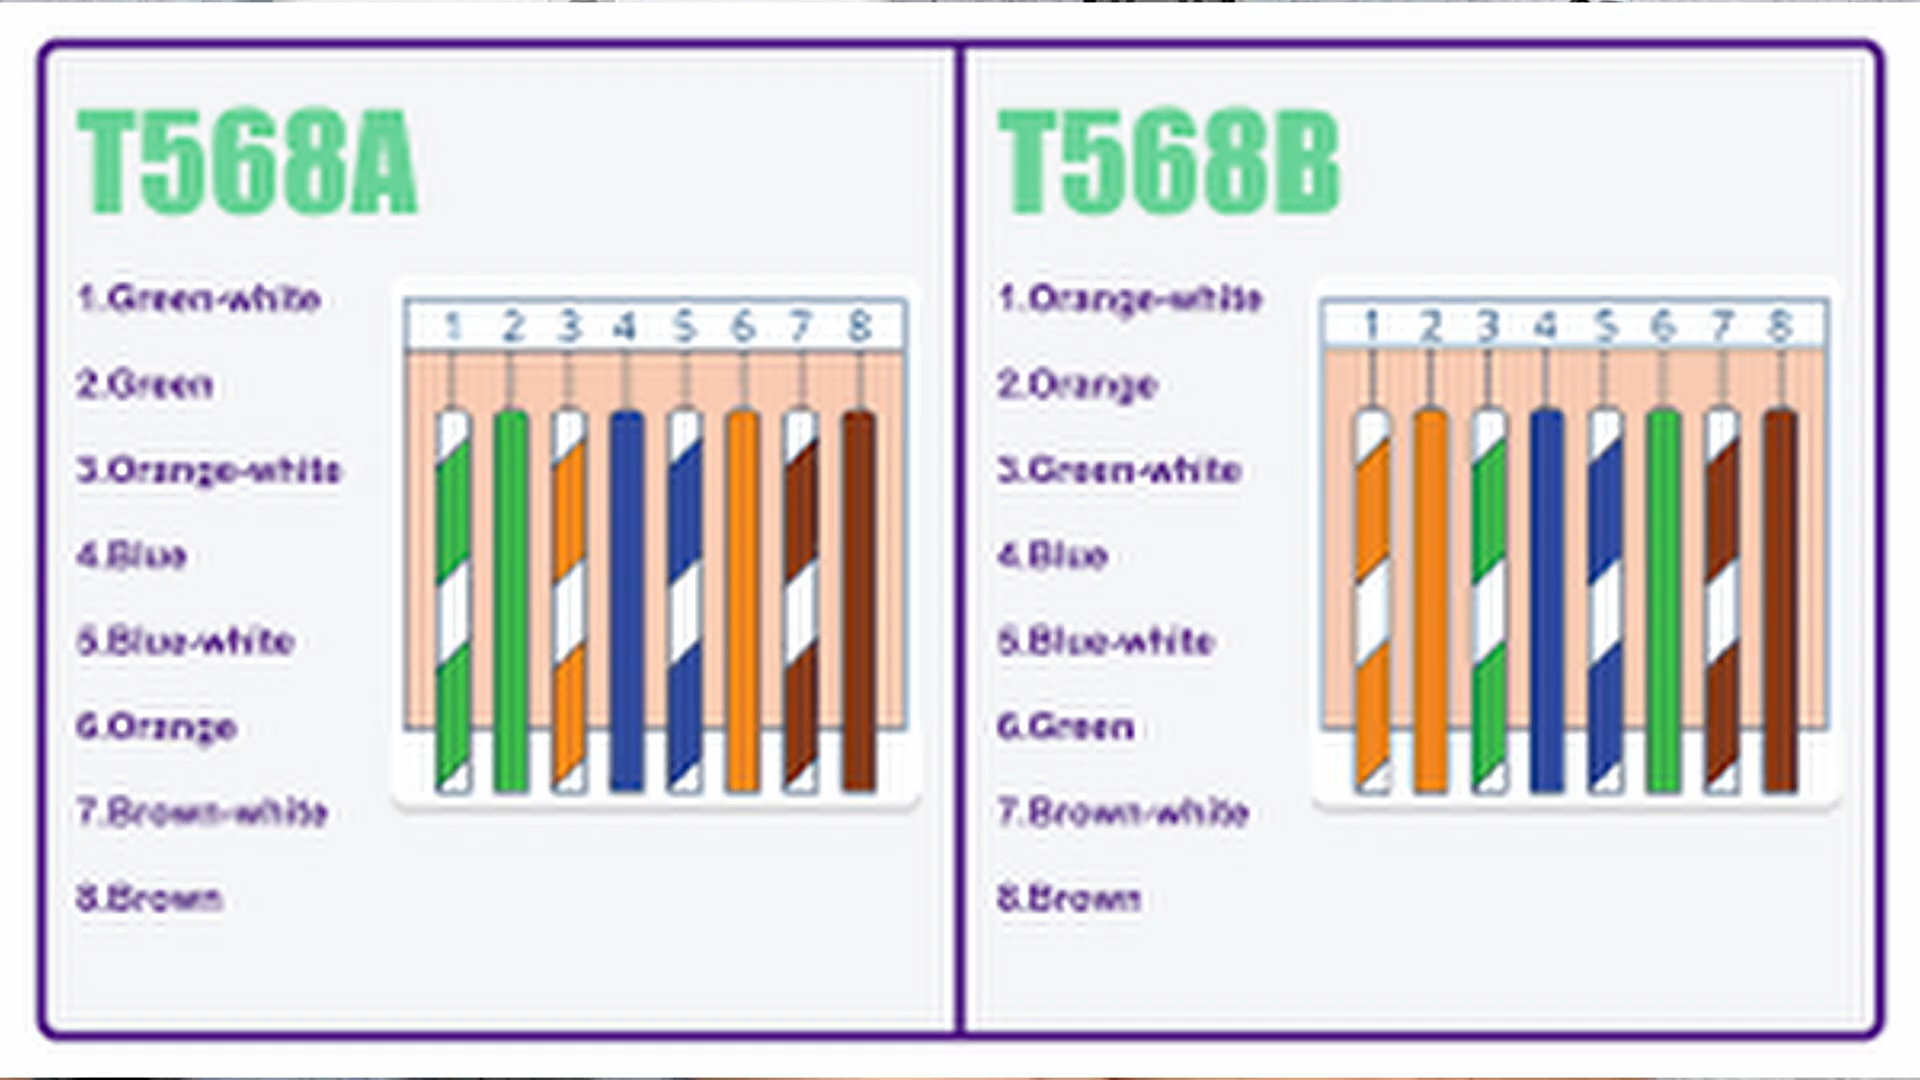 T568A
1.Green-white
2.Green
3.Orange-white
4.Blue
5.Blue-white
6.Orange
7.Brown-white
8.Brown
1 2 3 4 5 6 7 8
T568B
1.Orange-white
2.Orange
3.Green-white
4.Blue
5.Blue-white
6.Green
7.Brown-white
8.Brown
1 2 3 4 5 6 7 8